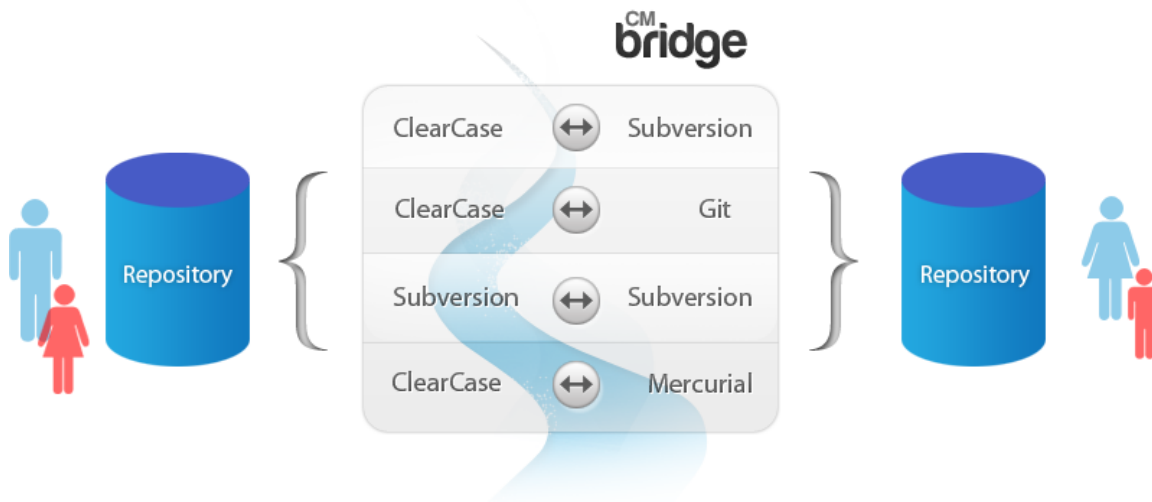 CM
bridge
ClearCase Subversion
ClearCase Git
Repository
Subversion Subversion
Repository
ClearCase Mercurial